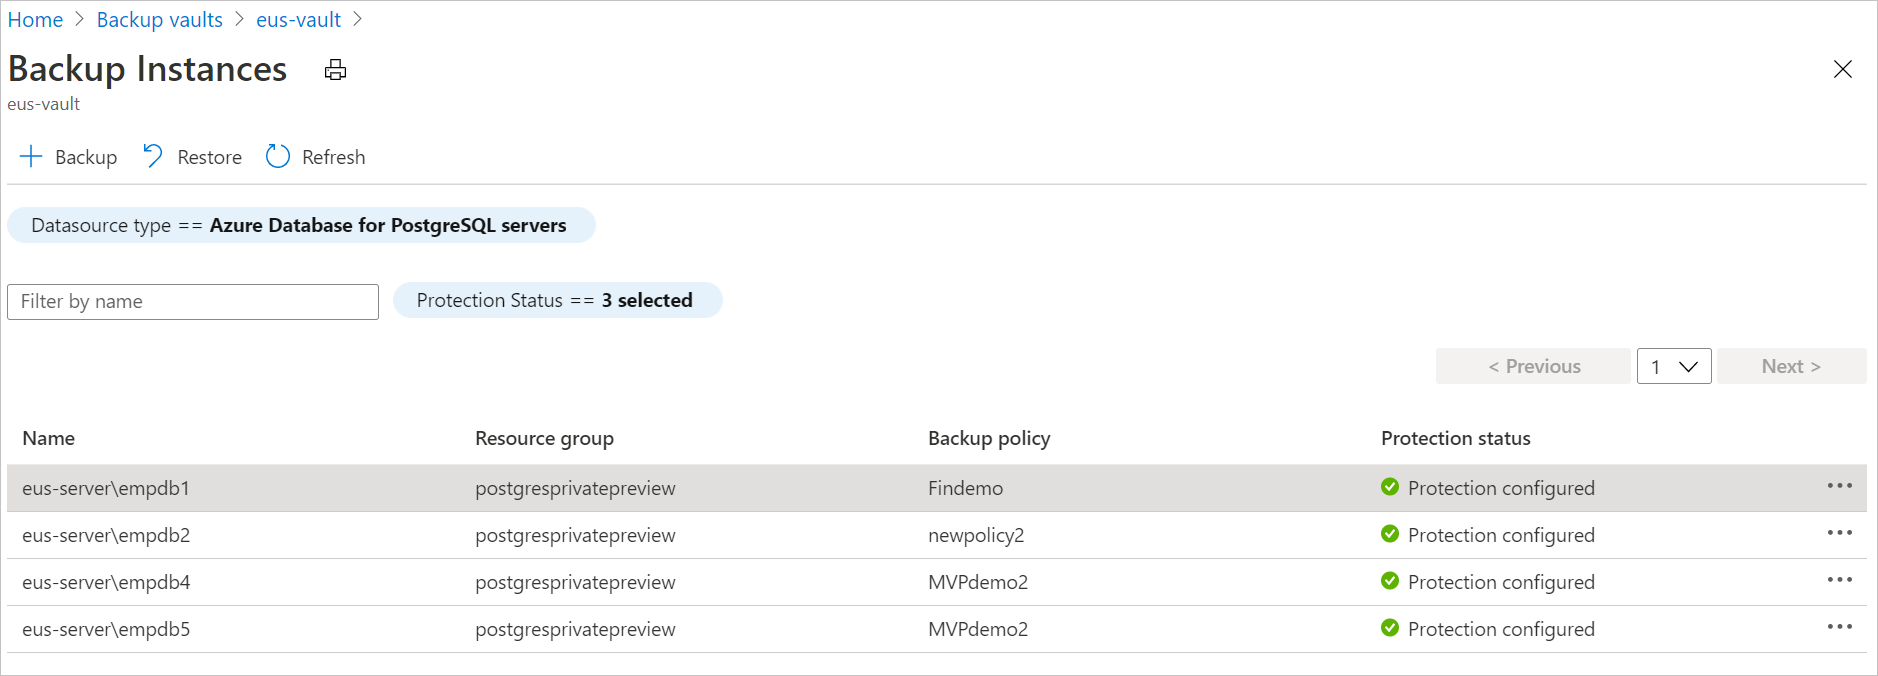 Home > Backup vaults > eus-vault >
Backup Instances
eus-vault
Backup Restore Refresh
Datasource type == Azure Database for PostgreSQL servers
Filter by name Protection Status == 3 selected
< Previous 1 Next >
Name Resource group Backup policy Protection status
eus-server\empdb1 postgresprivatepreview Findemo Protection configured ...
eus-server\empdb2 postgresprivatepreview newpolicy2 Protection configured ...
eus-server\empdb4 postgresprivatepreview MVPdemo2 Protection configured ...
eus-server\empdb5 postgresprivatepreview MVPdemo2 Protection configured ...